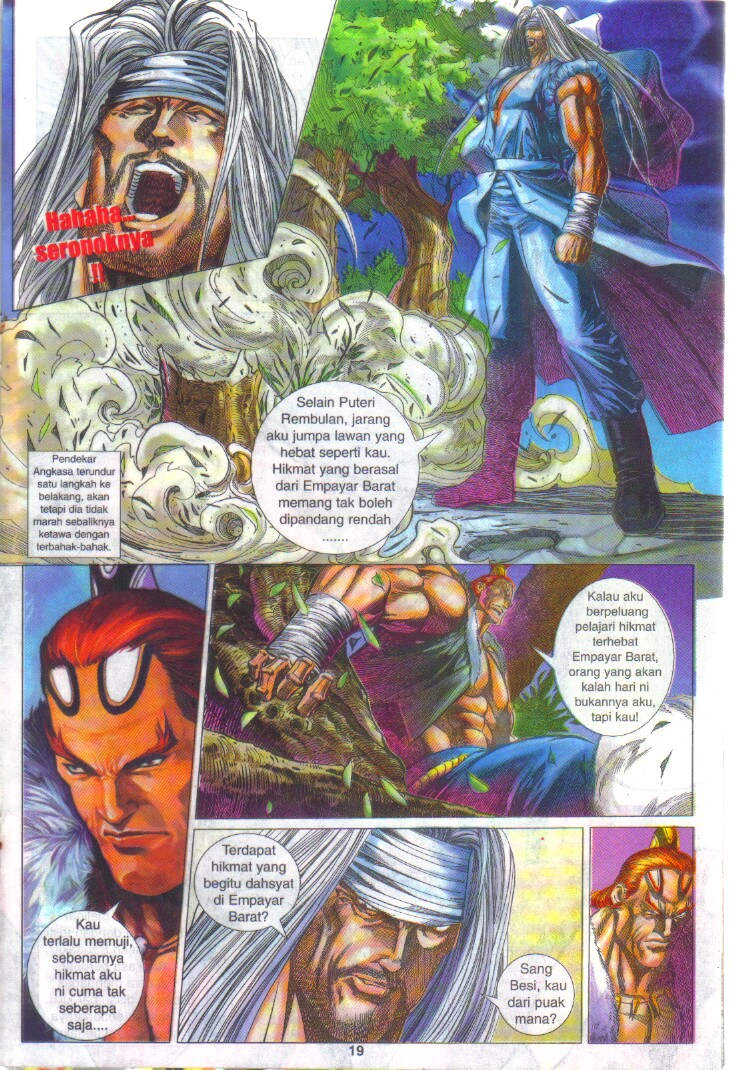 Hahaha...
seronoknya
!!
Selain Puteri
Rembulan, jarang
aku jumpa lawan yang
hebat seperti kau.
Hikmat yang berasal
dari Empayar Barat
memang tak boleh
dipandang rendah
.......
Pendekar
Angkasa terundur
satu langkah ke
belakang, akan
tetapi dia tidak
marah sebaliknya
ketawa dengan
terbahak-bahak.
Kau
terlalu memuji,
sebenarnya
hikmat aku
ni cuma tak
seberapa
saja....
Kalau aku
berpeluang
pelajari hikmat
terhebat
Empayar Barat,
orang yang akan
kalah hari ni
bukannya aku,
tapi kau!
Terdapat
hikmat yang
begitu dahsyat
di Empayar
Barat?
Sang
Besi, kau
dari puak
mana?
19